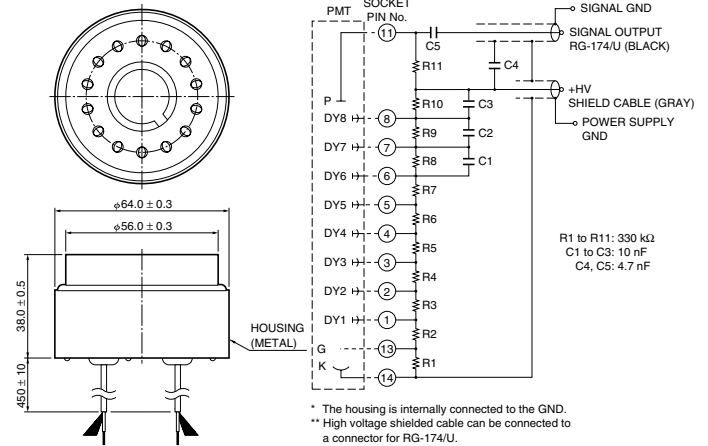 φ64.0 ± 0.3
φ56.0 ± 0.3
38.0 ± 0.5
450 ± 10
HOUSING
(METAL)
PMT
SOCKET
PIN No.
SIGNAL GND
11
C5
SIGNAL OUTPUT
RG-174/U (BLACK)
R11
C4
+HV
SHIELD CABLE (GRAY)
P
R10
C3
DY8
8
POWER SUPPLY
GND
R9
C2
DY7
7
R8
C1
DY6
6
R7
DY5
5
R6
DY4
4
R5
DY3
3
R4
DY2
2
R3
DY1
1
R2
G
13
R1
K
14
R1 to R11: 330 kΩ
C1 to C3: 10 nF
C4, C5: 4.7 nF
* The housing is internally connected to the GND.
** High voltage shielded cable can be connected to
a connector for RG-174/U.